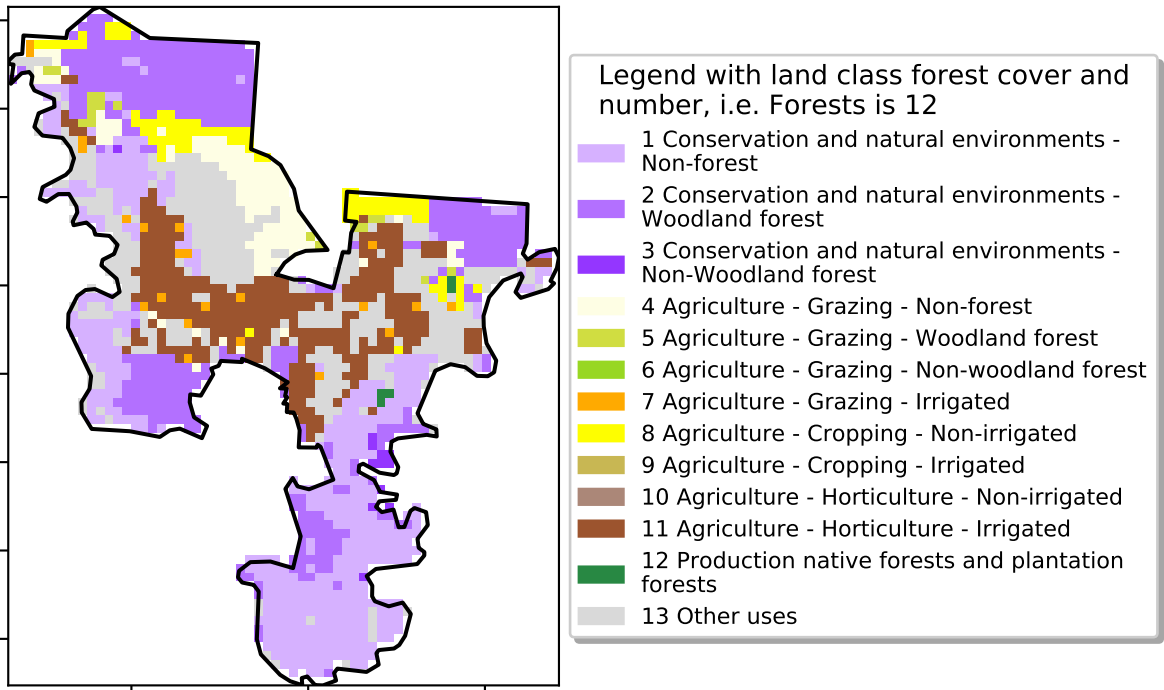 Legend with land class forest cover and
number, i.e. Forests is 12
1 Conservation and natural environments -
Non-forest
2 Conservation and natural environments -
Woodland forest
3 Conservation and natural environments -
Non-Woodland forest
4 Agriculture - Grazing - Non-forest
5 Agriculture - Grazing - Woodland forest
6 Agriculture - Grazing - Non-woodland forest
7 Agriculture - Grazing - Irrigated
8 Agriculture - Cropping - Non-irrigated
9 Agriculture - Cropping - Irrigated
10 Agriculture - Horticulture - Non-irrigated
11 Agriculture - Horticulture - Irrigated
12 Production native forests and plantation
forests
13 Other uses